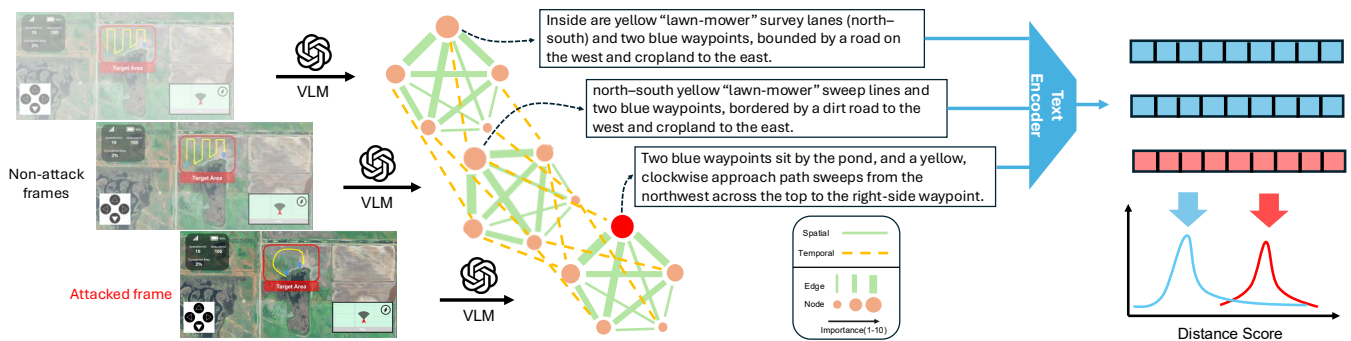 Target Area
VLM
Inside are yellow “lawn-mower” survey lanes (north–
south) and two blue waypoints, bounded by a road on
the west and cropland to the east.
Non-attack
frames
Target Area
VLM
north–south yellow “lawn-mower” sweep lines and
two blue waypoints, bordered by a dirt road to the
west and cropland to the east.
Attacked frame
Target Area
VLM
Two blue waypoints sit by the pond, and a yellow,
clockwise approach path sweeps from the
northwest across the top to the right-side waypoint.
Spatial
Temporal
Edge
Node
Importance(1-10)
Text
Encoder
Distance Score